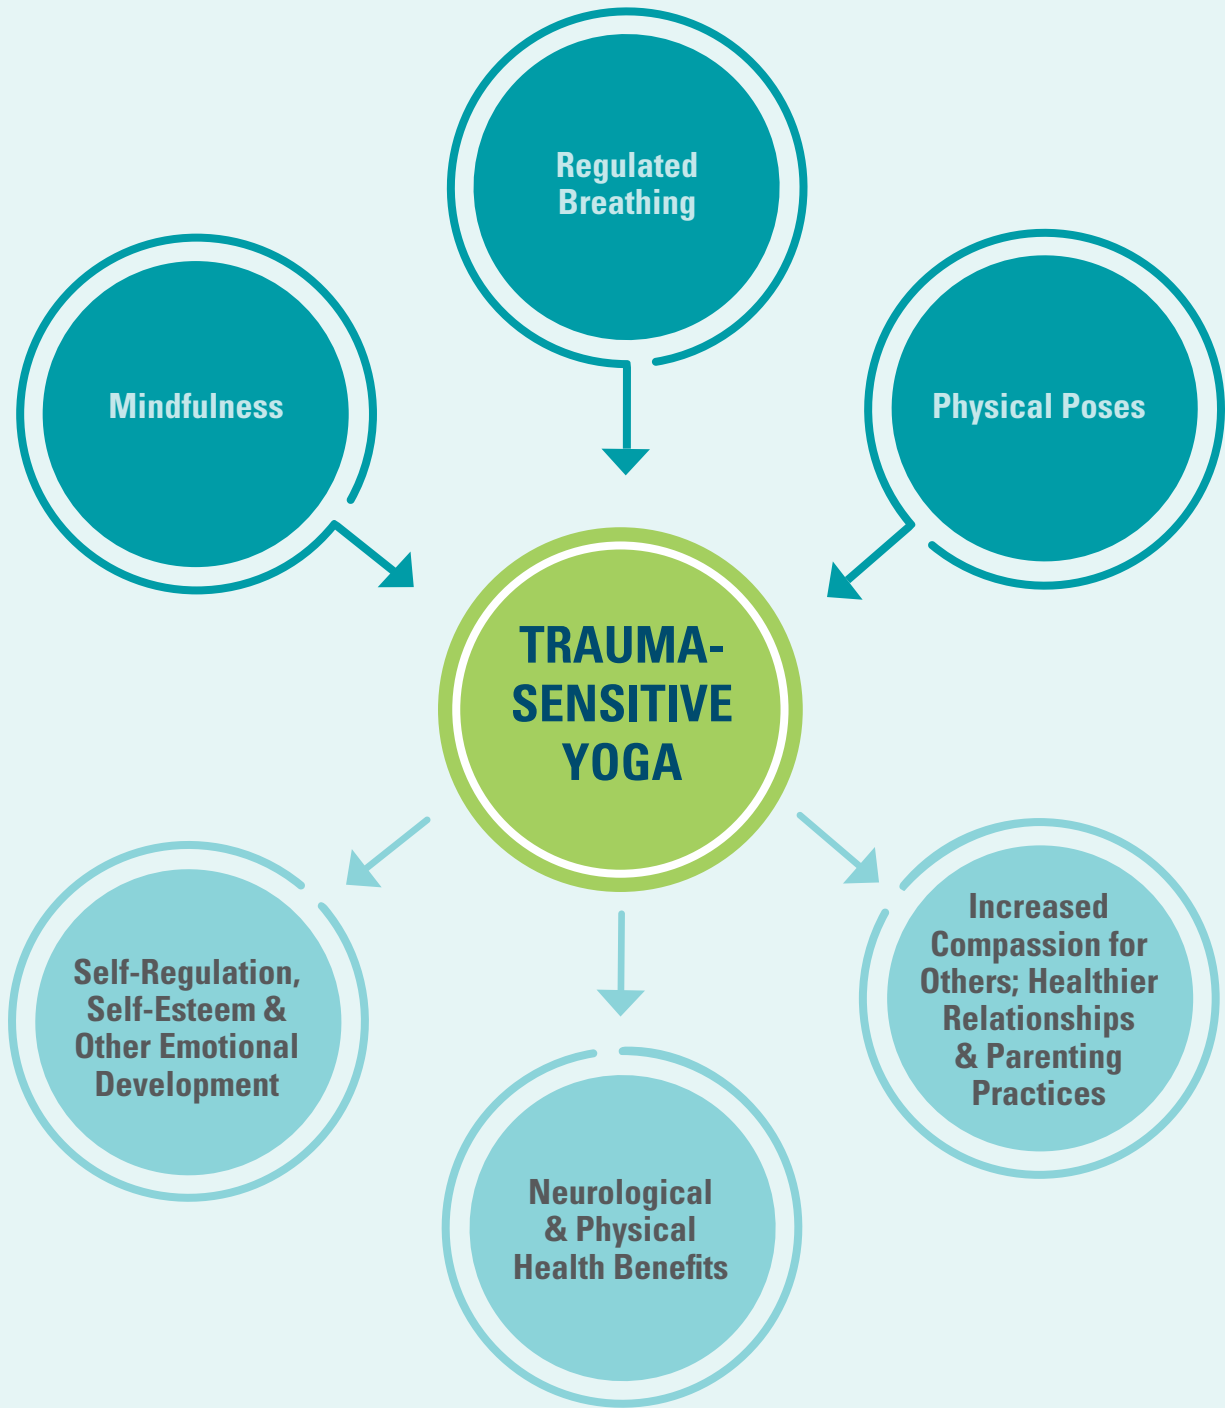 Regulated
Breathing
Mindfulness
Physical Poses
TRAUMA-
SENSITIVE
YOGA
Self-Regulation,
Self-Esteem &
Other Emotional
Development
Neurological
& Physical
Health Benefits
Increased
Compassion for
Others; Healthier
Relationships
& Parenting
Practices